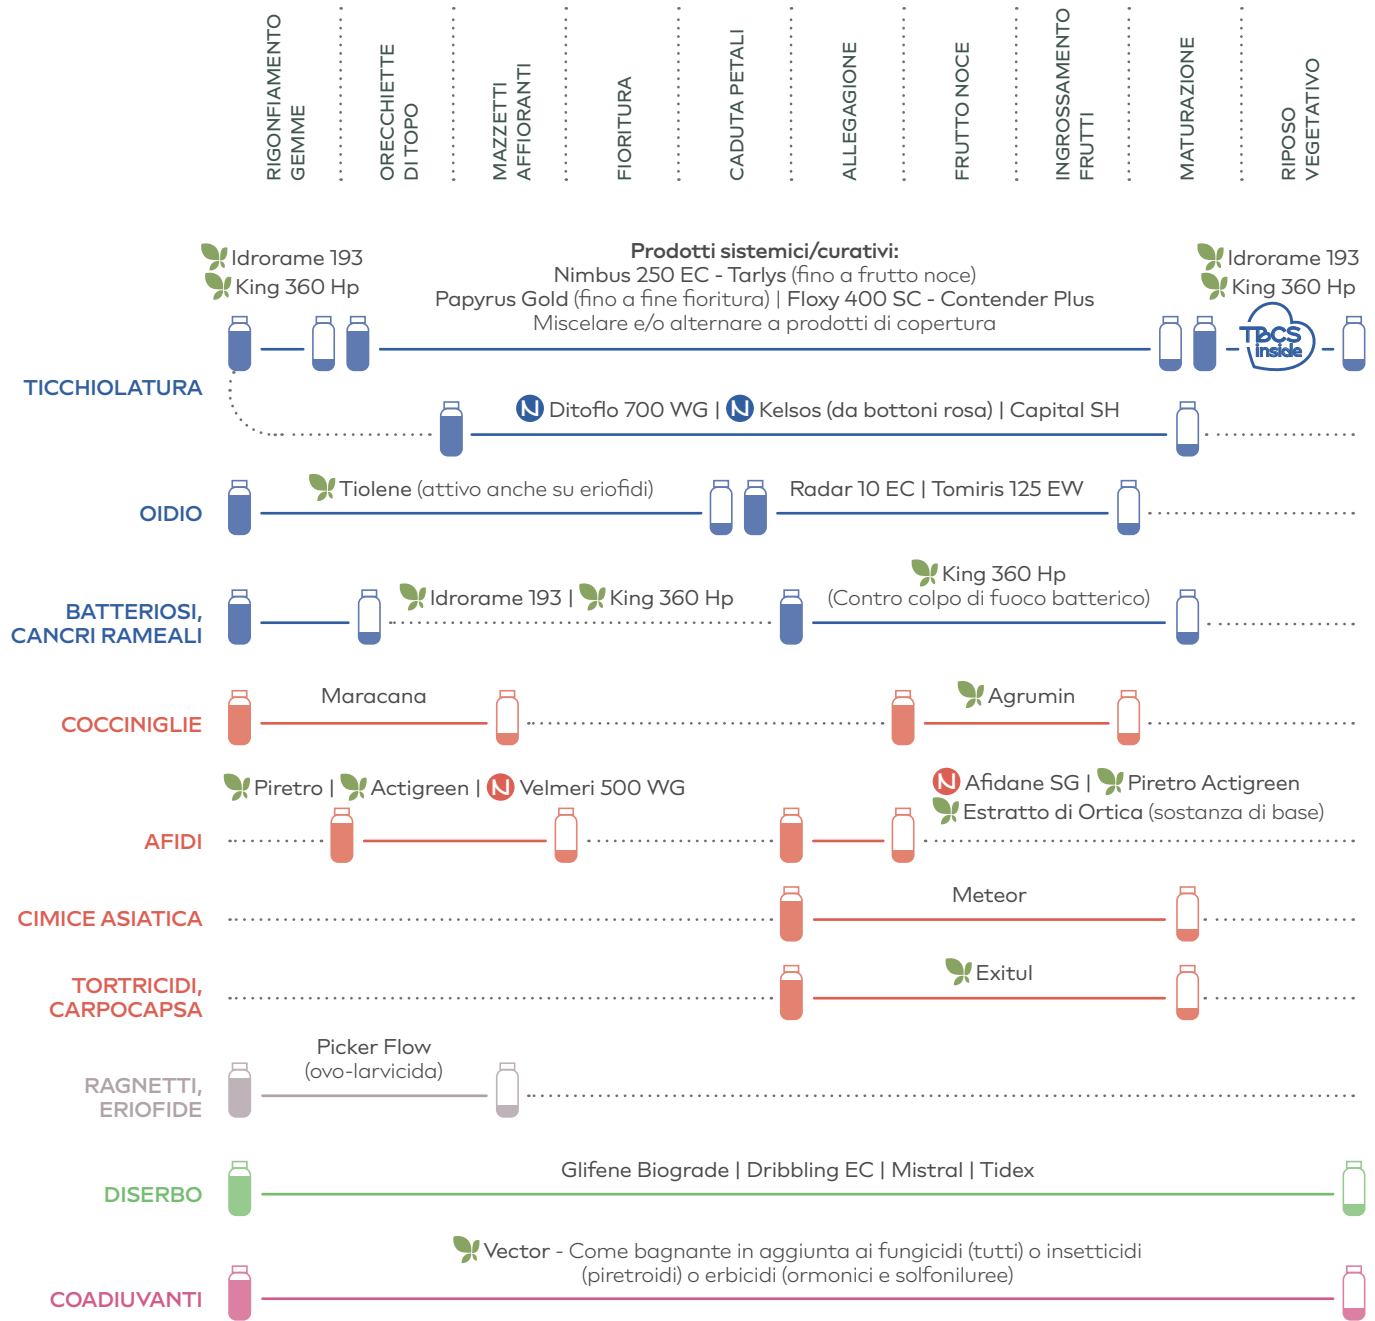 RIGONFIAMENTO
GEMME
ORECCHIETTE
DI TOPO
MAZZETTI
AFFIORANTI
FIORITURA
CADUTA PETALI
ALLEGAGIONE
FRUTTO NOCE
INGROSSAMENTO
FRUTTI
MATURAZIONE
RIPOSO
VEGETATIVO
Idrorame 193
King 360 Hp
Prodotti sistemici/curativi:
Nimbus 250 EC - Tarlys (fino a frutto noce)
Papyrus Gold (fino a fine fioritura) | Floxy 400 SC - Contender Plus
Miscelare e/o alternare a prodotti di copertura
Idrorame 193
King 360 Hp
TBCS
inside
TICCHIOLATURA
N Ditoflo 700 WG | N Kelsos (da bottoni rosa) | Capital SH
Tiolene (attivo anche su eriofidi)
Radar 10 EC | Tomiris 125 EW
OIDIO
Idrorame 193 | King 360 Hp
King 360 Hp
(Contro colpo di fuoco batterico)
BATTERIOSI,
CANCRI RAMEALI
Maracana
Agrumin
COCCINIGLIE
Piretro | Actigreen | N Velmeri 500 WG
N Afidane SG | Piretro Actigreen
Estratto di Ortica (sostanza di base)
AFIDI
Meteor
CIMICE ASIATICA
Exitul
TORTRICIDI,
CARPOCAPSA
Picker Flow
(ovo-larvicida)
RAGNETTI,
ERIOFIDE
Glifene Biograde | Dribbling EC | Mistral | Tidex
DISERBO
Vector - Come bagnante in aggiunta ai fungicidi (tutti) o insetticidi
(piretroidi) o erbicidi (ormonici e solfoniluree)
COADIUVANTI